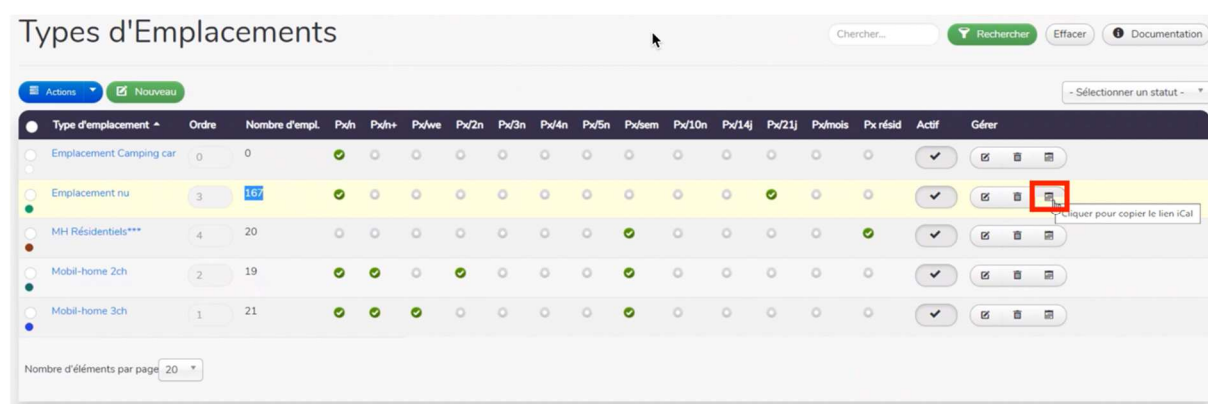 Types d'Emplacements
Chercher... Rechercher Effacer Documentation
Actions Nouveau - Sélectionner un statut -
Type d'emplacement Ordre Nombre d'empl. Px/n Px/n+ Px/we Px/2n Px/3n Px/4n Px/5n Px/sem Px/10n Px/14j Px/21j Px/mois Px résid Actif Gérer
Emplacement Camping car 0 0
Emplacement nu 3 167
Cliquer pour copier le lien iCal
MH Résidentiels*** 4 20
Mobil-home 2ch 2 19
Mobil-home 3ch 1 21
Nombre d'éléments par page 20